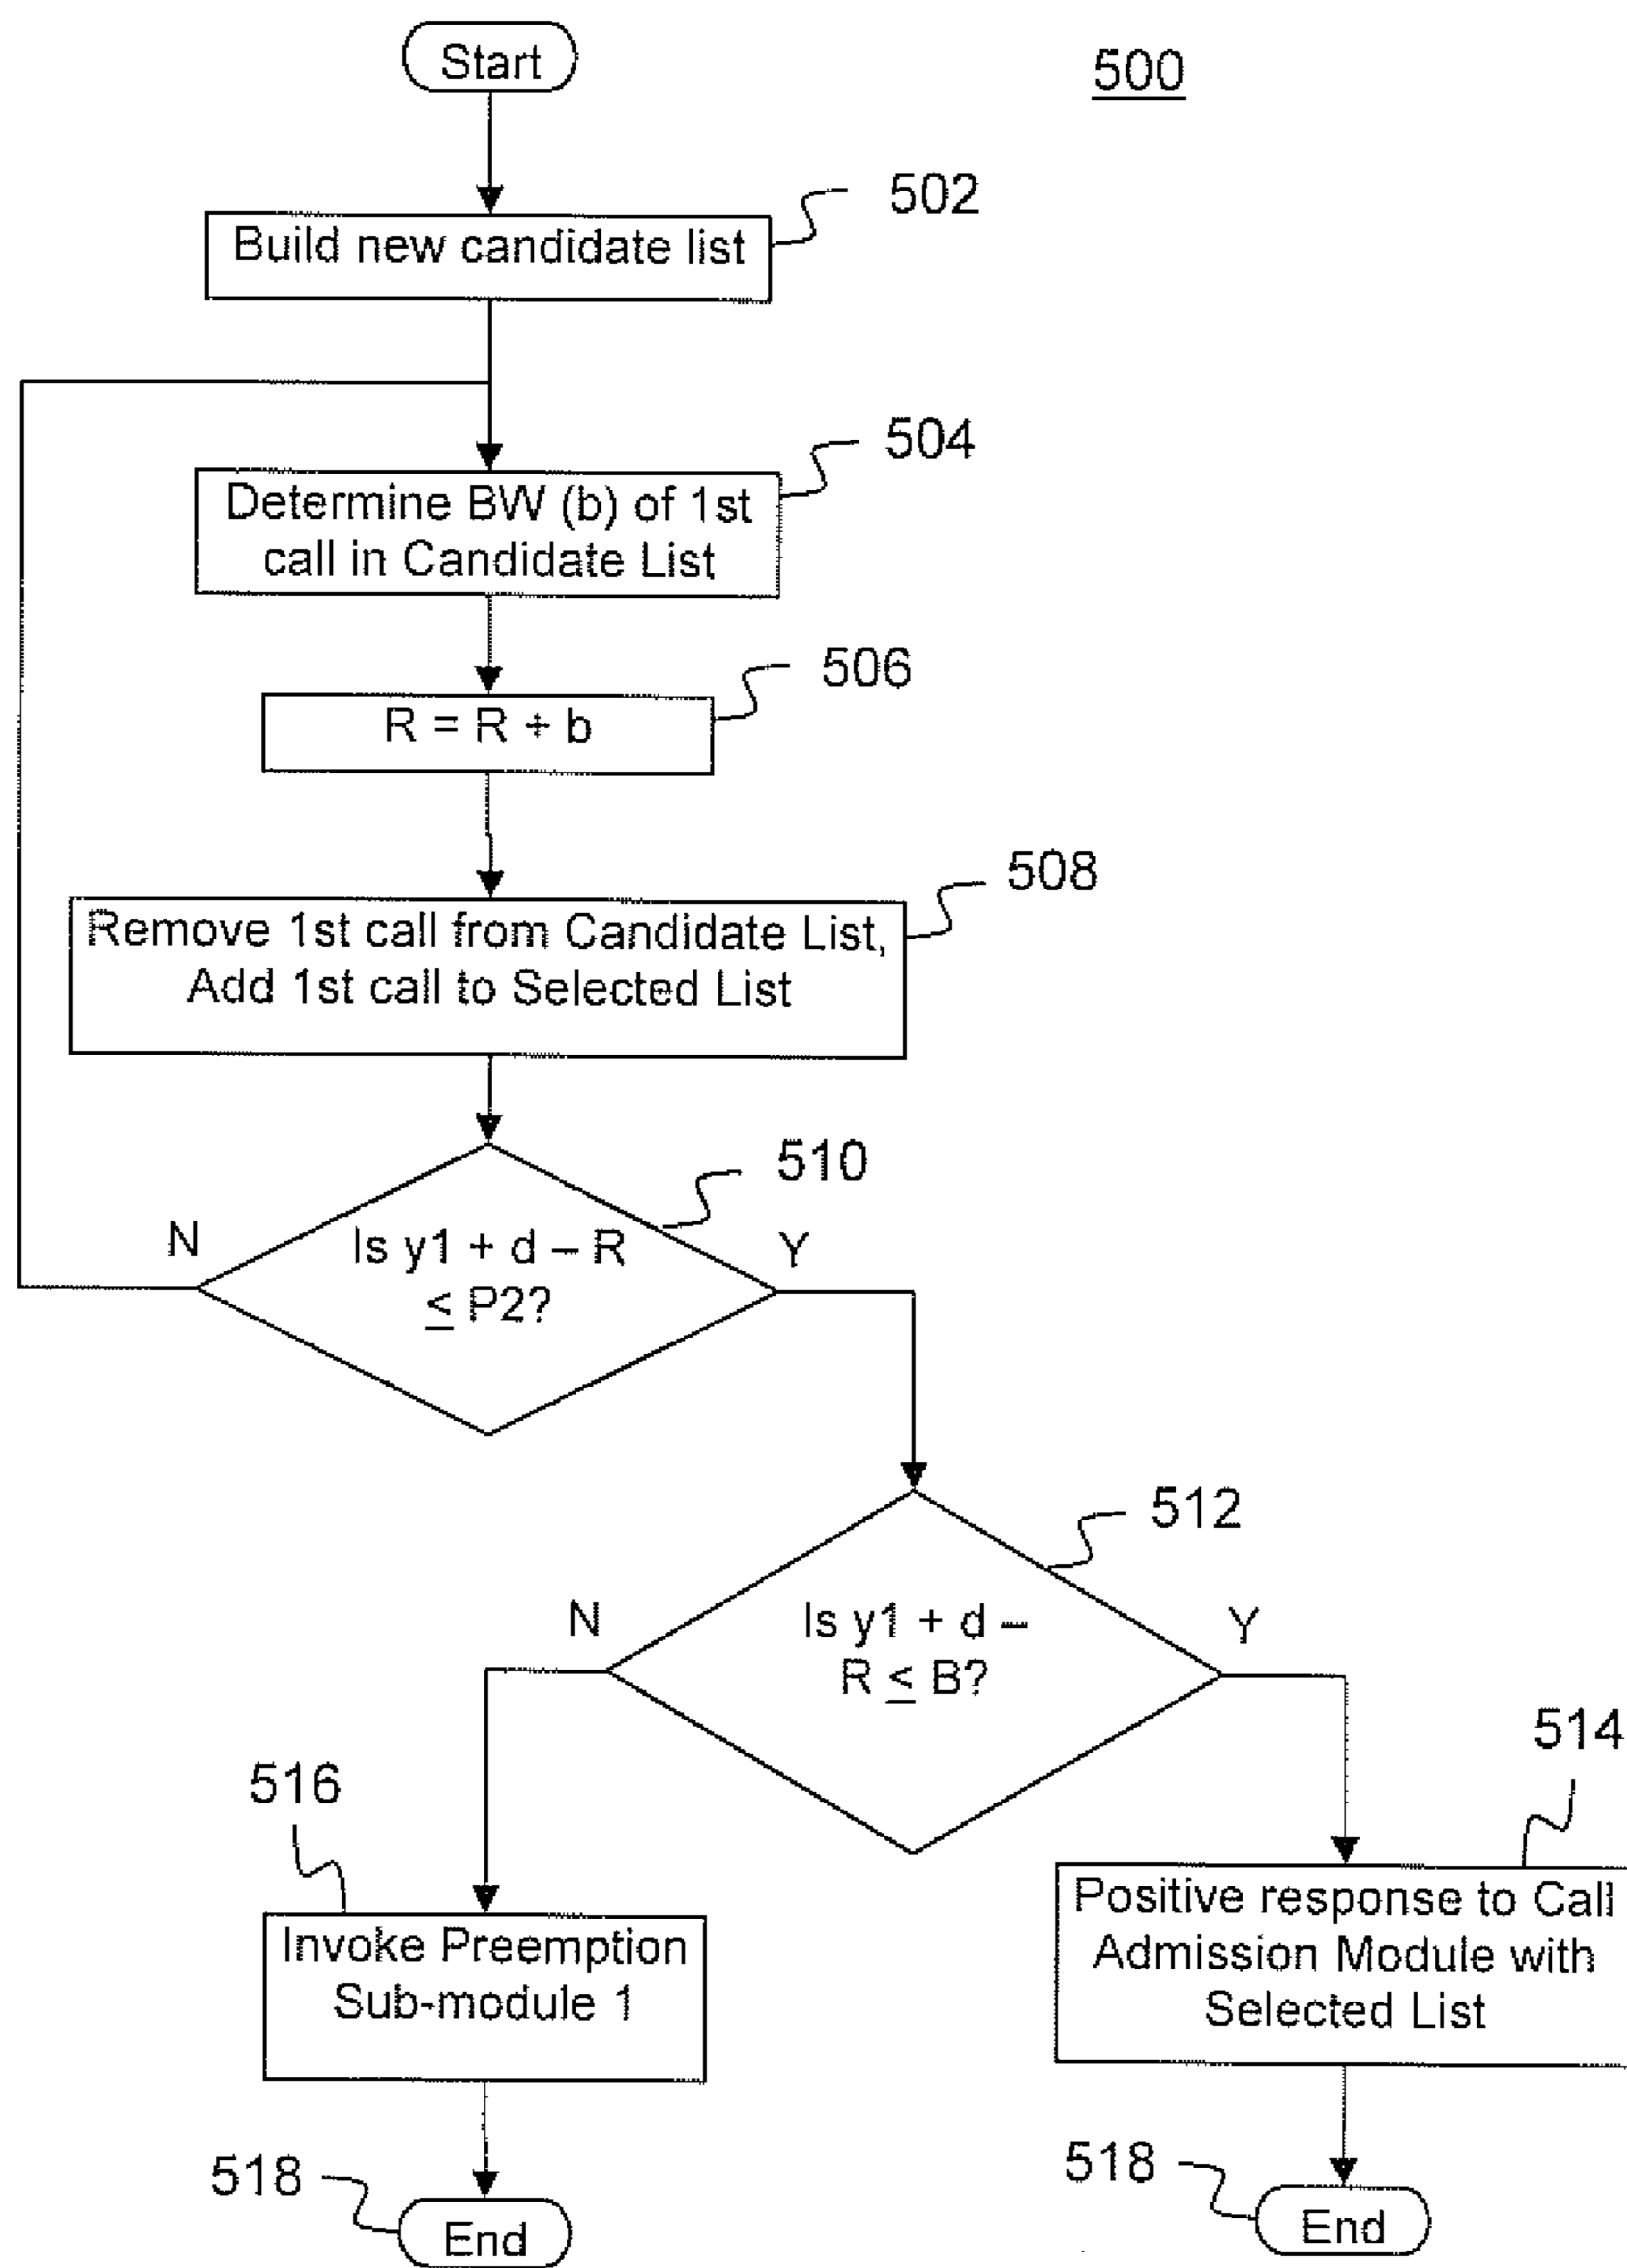 Start
500
502
Build new candidate list
504
Determine BW (b) of 1st
call in Candidate List
506
R = R + b
508
Remove 1st call from Candidate List,
Add 1st call to Selected List
510
N
Is y1 + d – R
≤ P2?
Y
512
N
Is y1 + d –
R ≤ B?
Y
514
516
Positive response to Call
Admission Module with
Selected List
Invoke Preemption
Sub-module 1
518
End
518
End